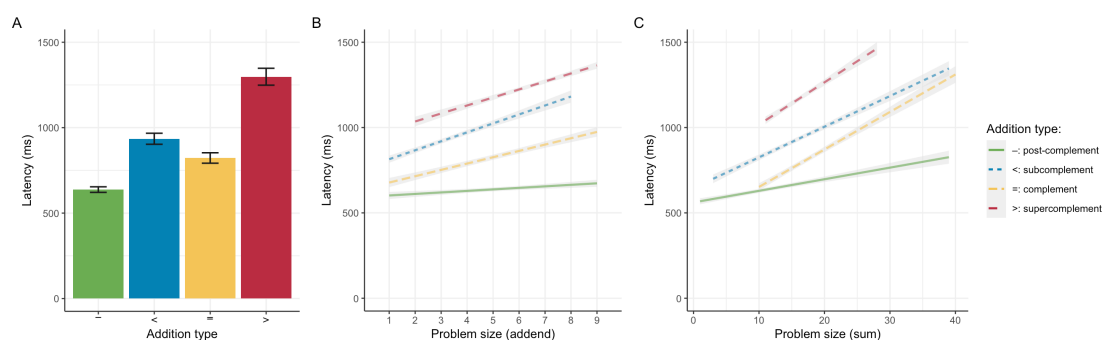 A
B
C
1500
1000
500
0
Latency (ms)
–
<
=
>
Addition type
1500
1000
500
0
Latency (ms)
1 2 3 4 5 6 7 8 9
Problem size (addend)
1500
1000
500
0
Latency (ms)
0 10 20 30 40
Problem size (sum)
Addition type:
–: post-complement
<: subcomplement
=: complement
>: supercomplement